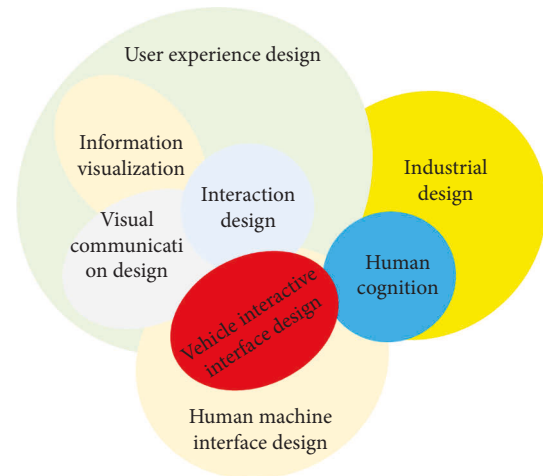 User experience design
Information
visualization
Industrial
design
Interaction
design
Visual
communicati
on design
Human
cognition
Vehicle interactive
interface design
Human machine
interface design